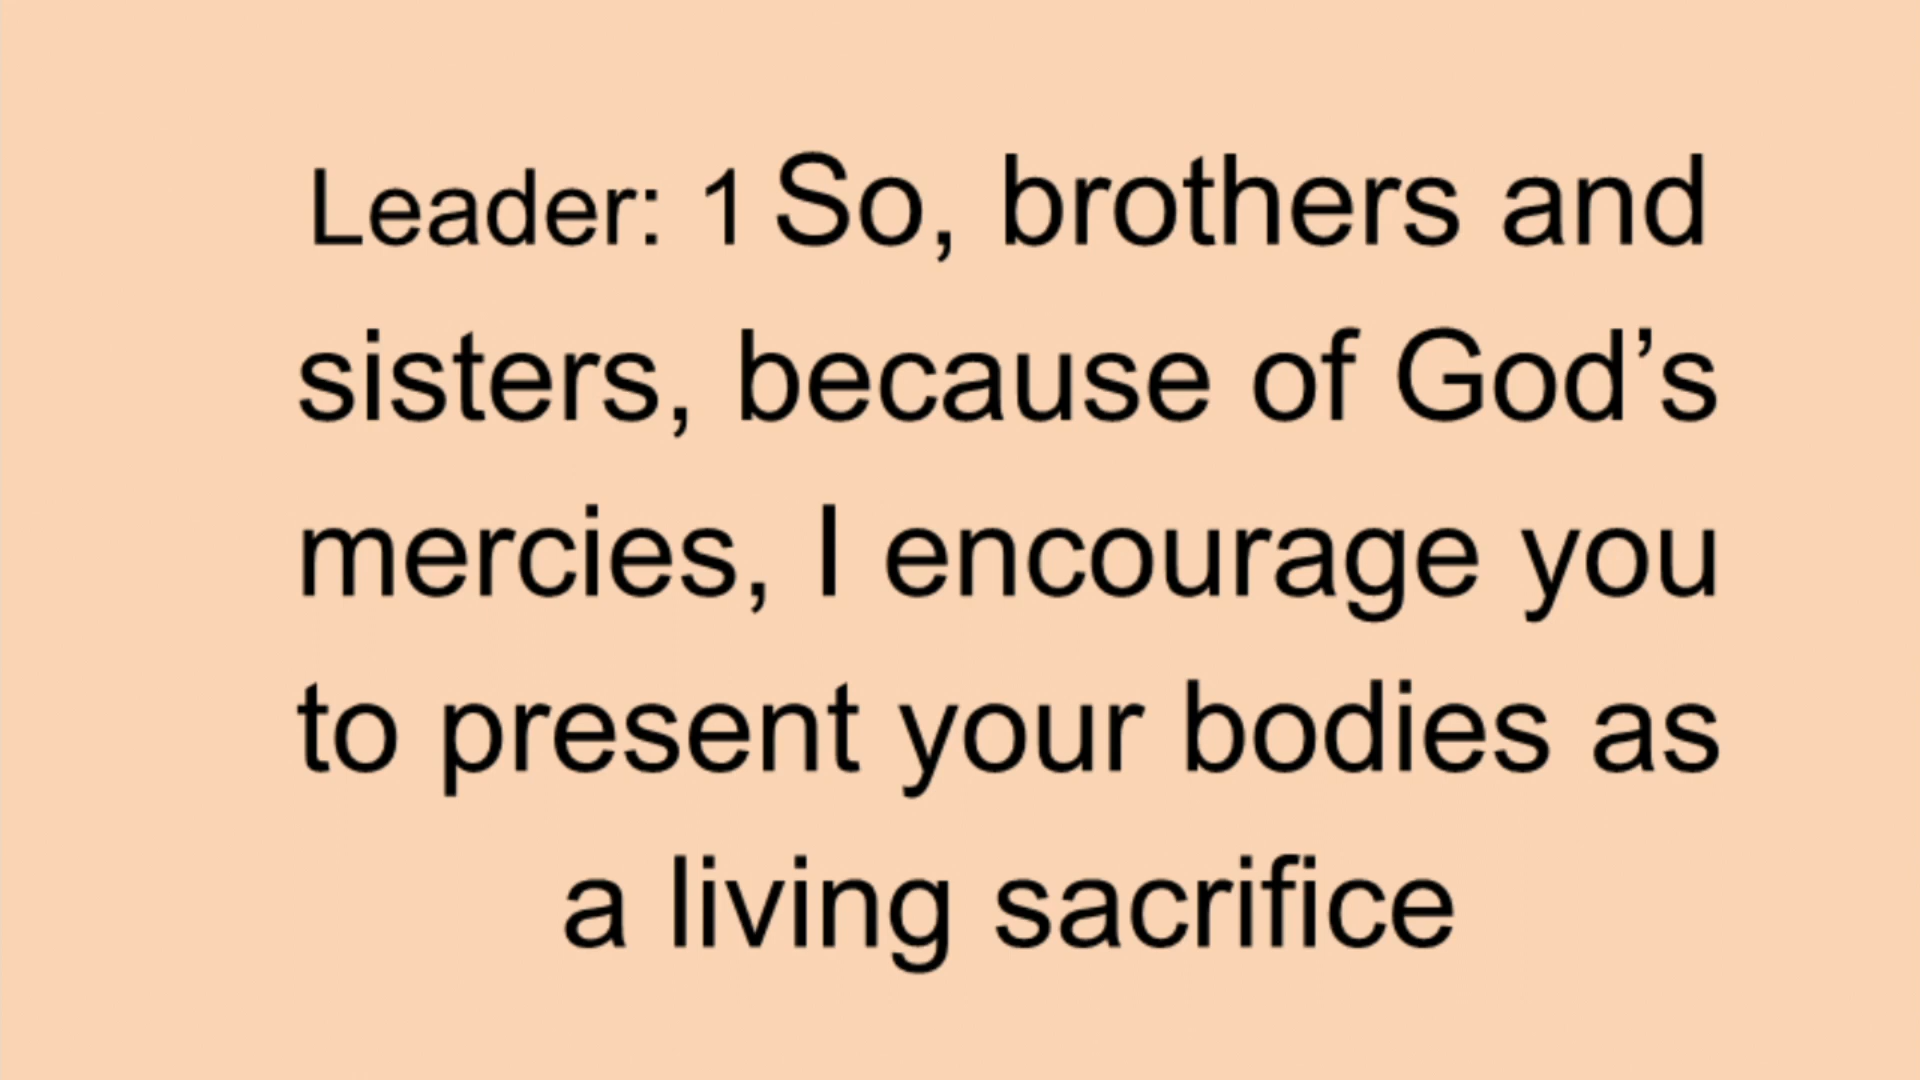 Leader: 1 So, brothers and
sisters, because of God’s
mercies, I encourage you
to present your bodies as
a living sacrifice